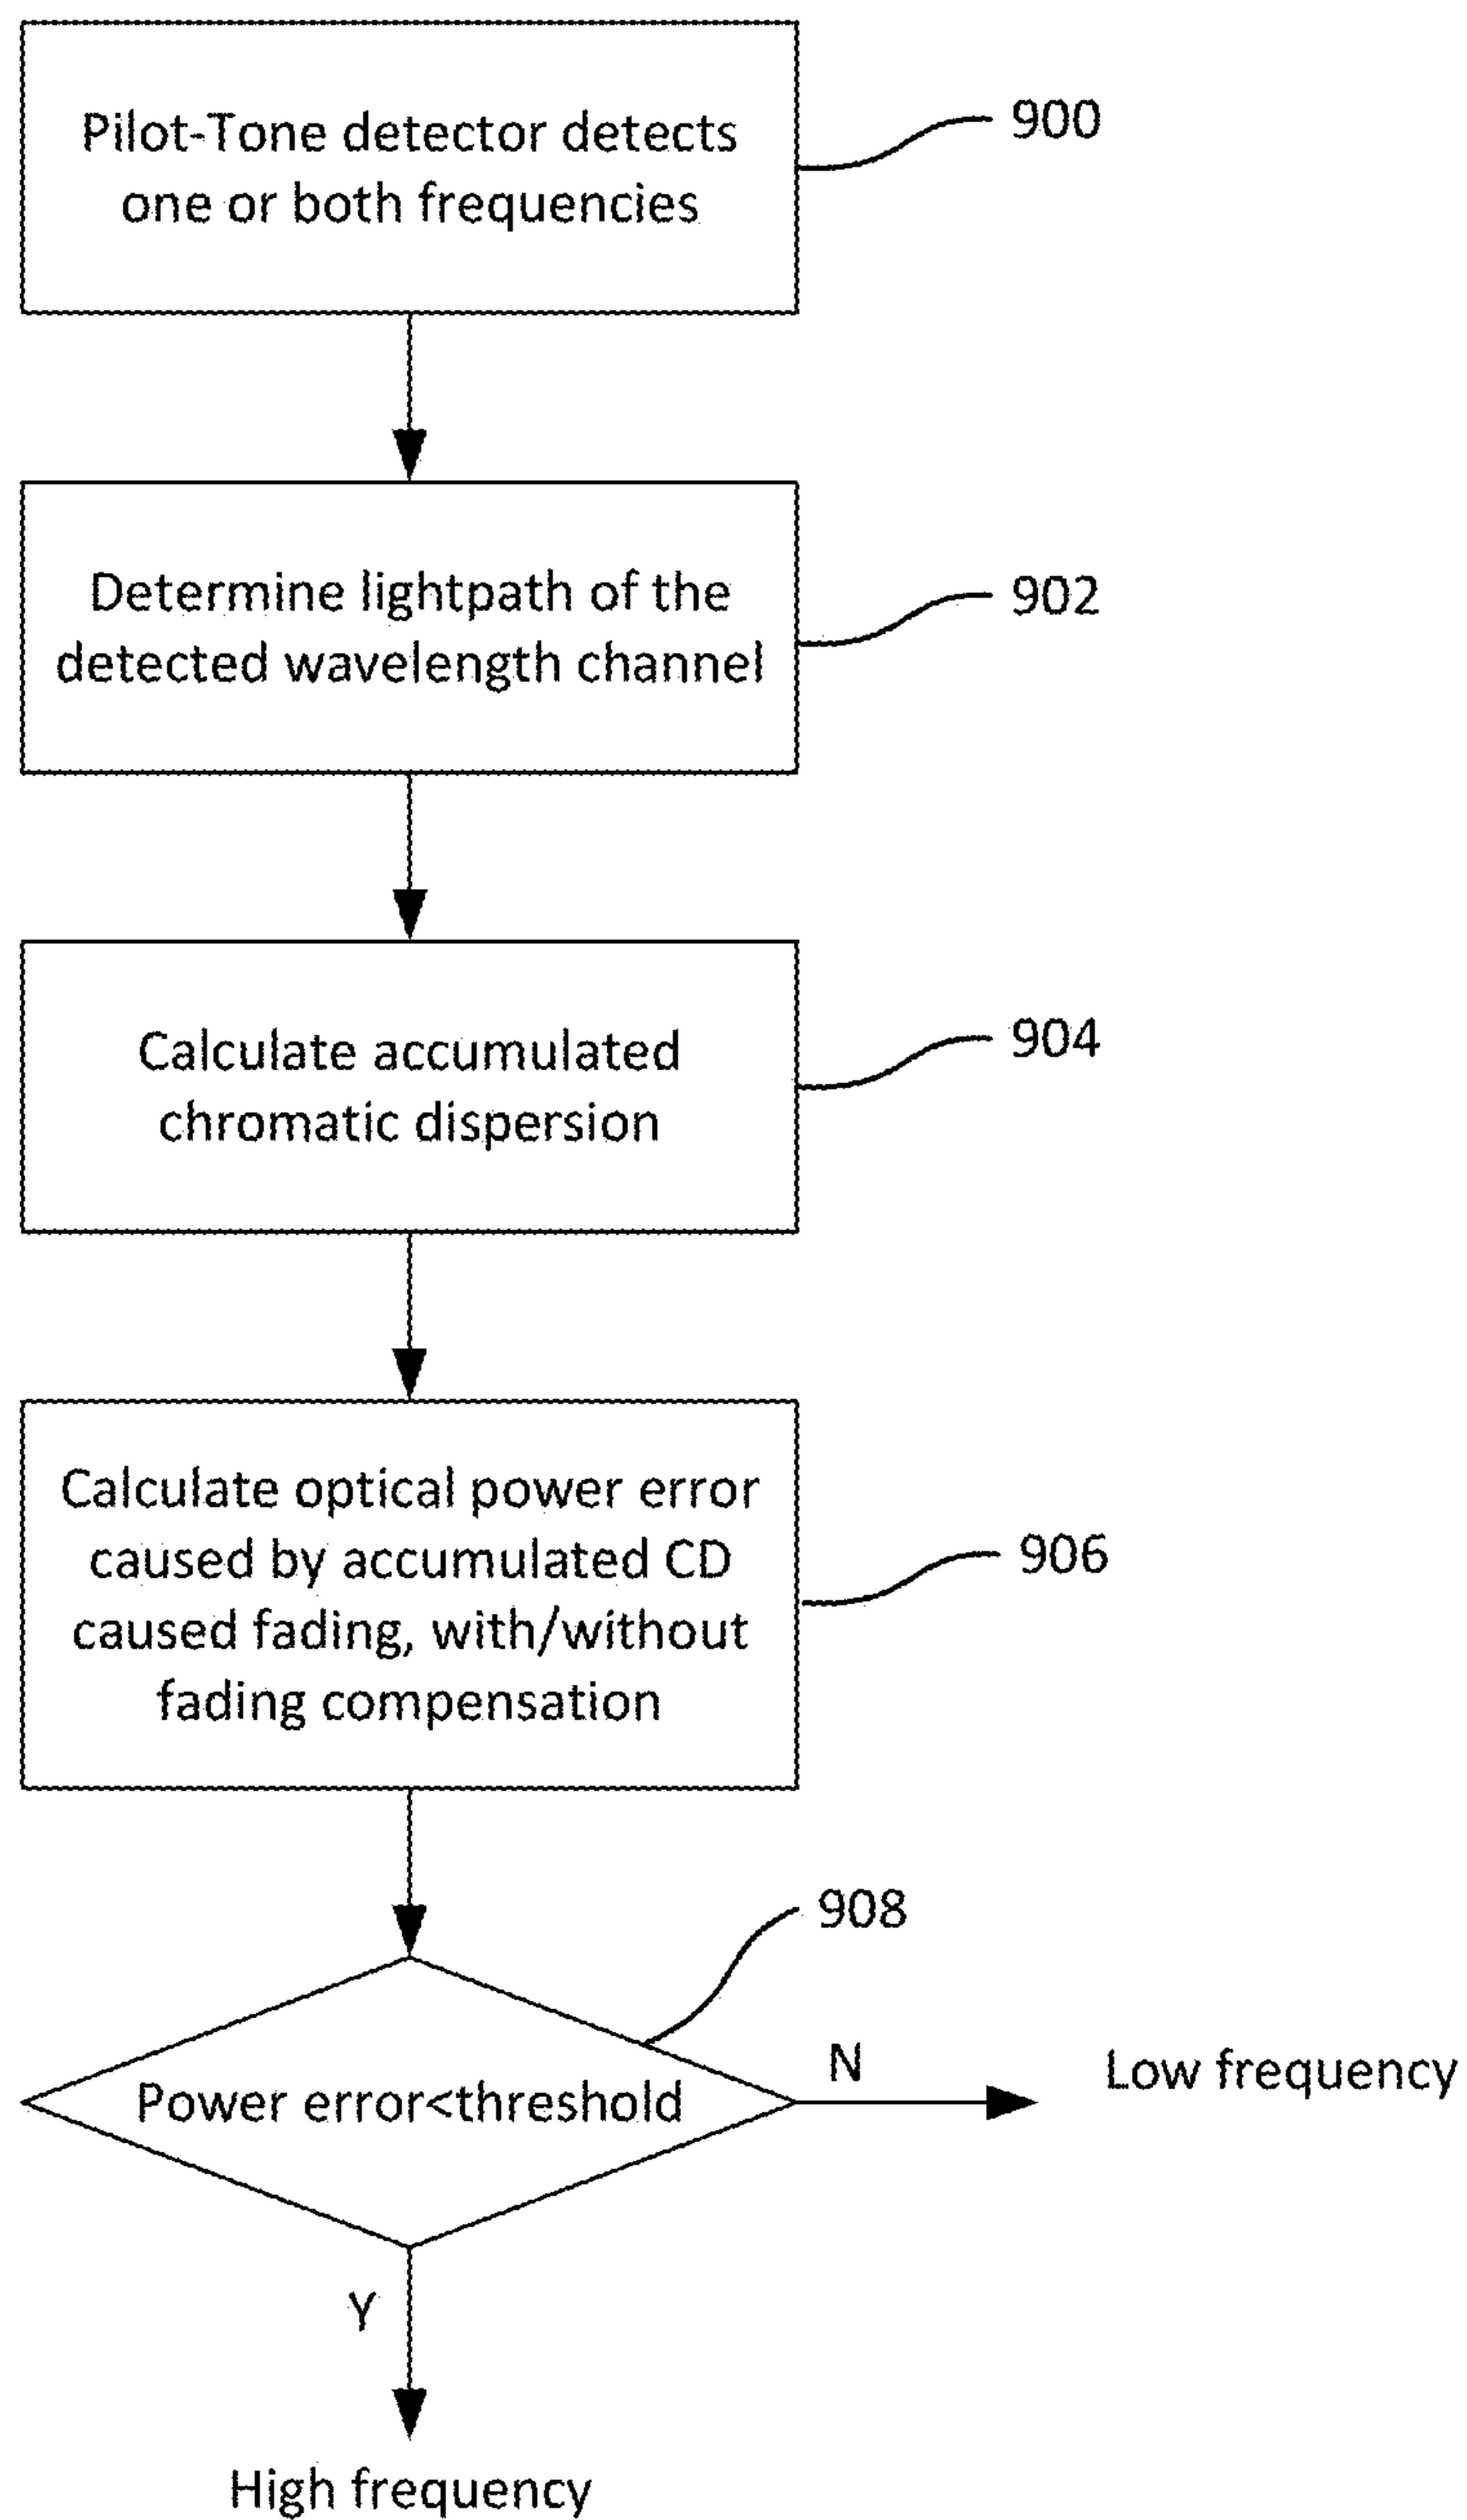 Pilot-Tone detector detects
one or both frequencies
900
Determine lightpath of the
detected wavelength channel
902
Calculate accumulated
chromatic dispersion
904
Calculate optical power error
caused by accumulated CD
caused fading, with/without
fading compensation
906
908
Power error<threshold
N
Low frequency
Y
High frequency